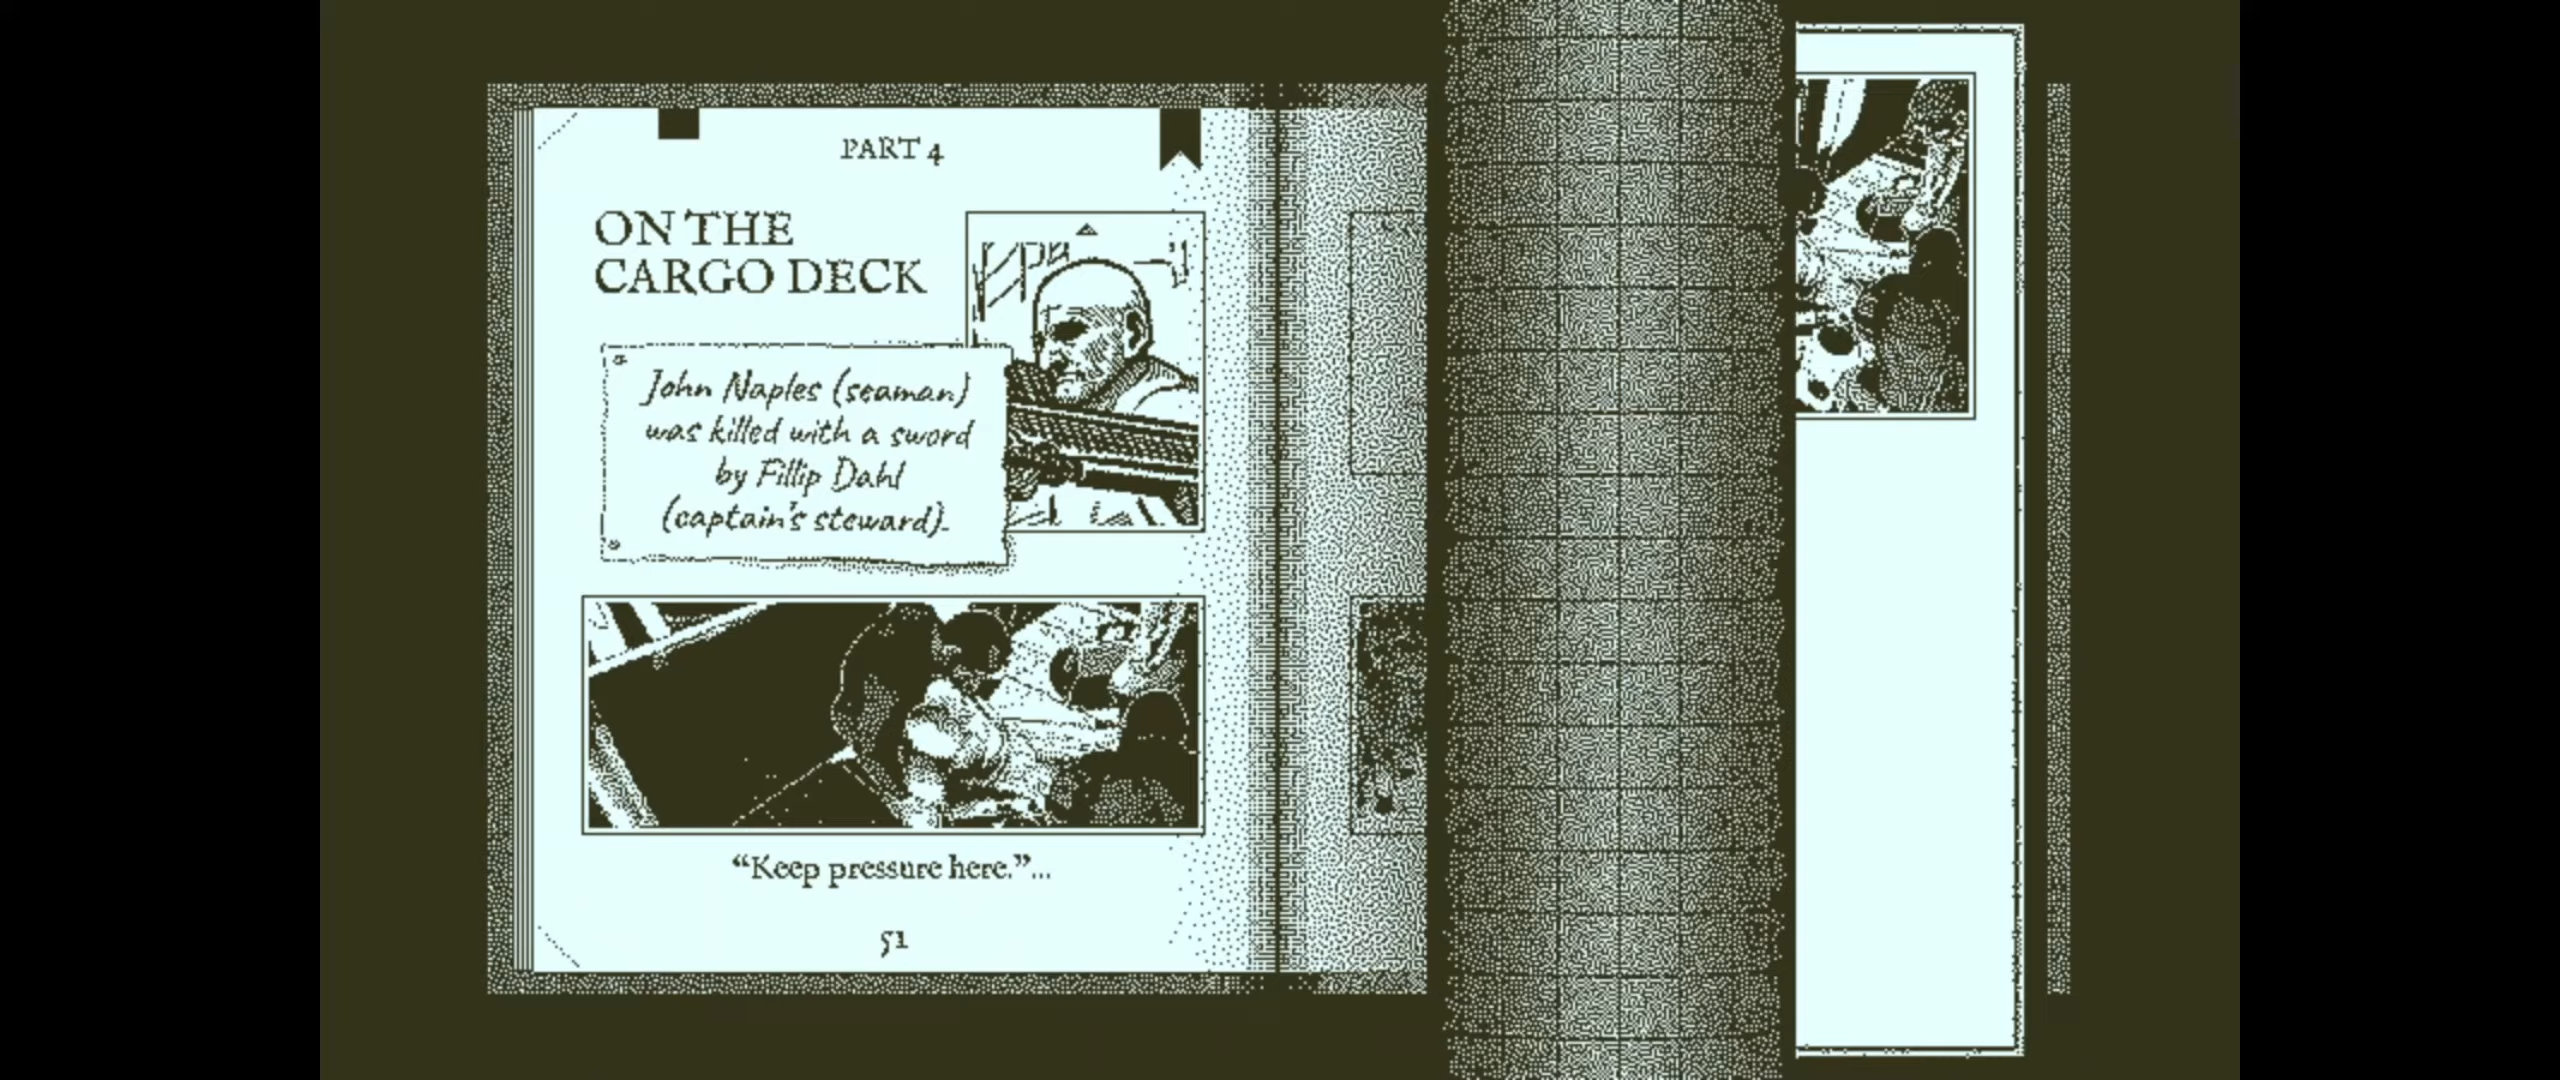 PART 4
ON THE
CARGO DECK
John Naples (seaman)
was killed with a sword
by Fillip Dahl
(captain's steward).
“Keep pressure here.”...
51